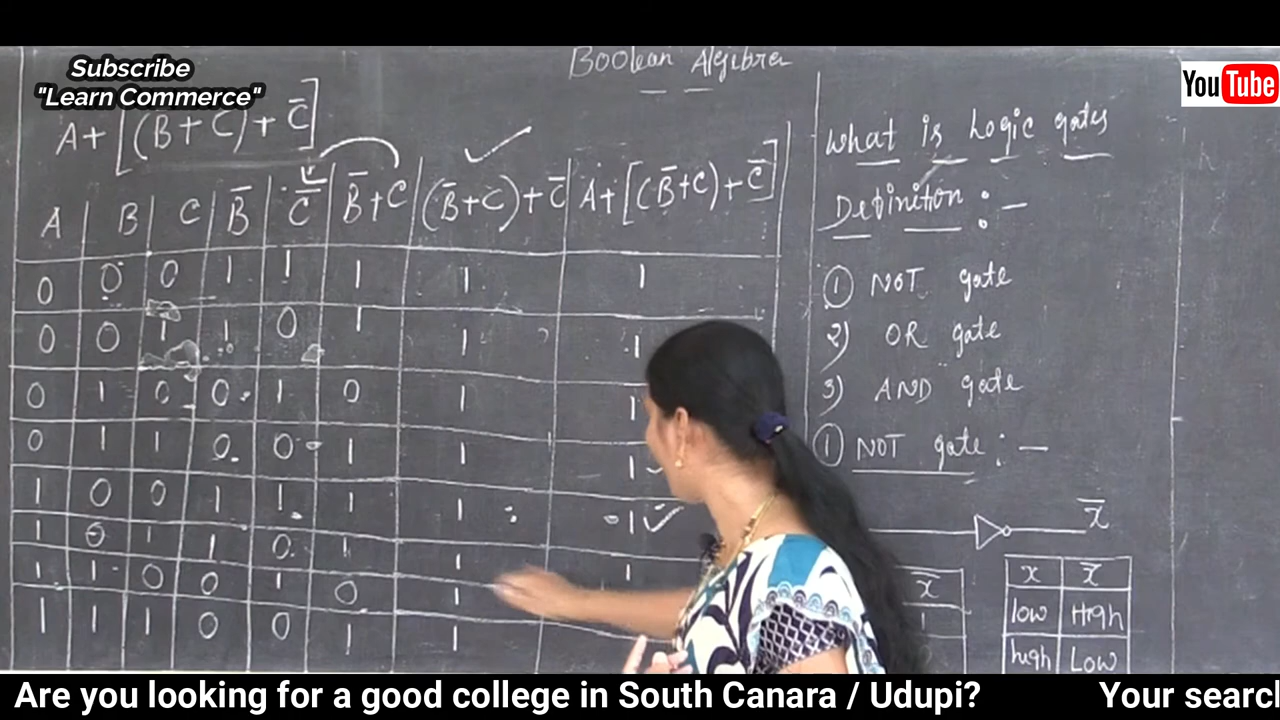 Subscribe
"Learn Commerce"
YouTube
Boolean Algebra
A+[(B+C)+C̅]
A B C B̅ C̅ B̅+C (B̅+C)+C̅ A+[(B̅+C)+C̅]
0 0 0 1 1 1 1 1
0 0 1 1 0 1 1 1
0 1 0 0 1 0 1 1
0 1 1 0 0 1 1 1
1 0 0 1 1 1 1 1
1 0 1 1 0 1 1 1
1 1 0 0 1 0 1
1 1 1 0 0 1 1
What is Logic gates
Definition :-
① NOT gate
2) OR gate
3) AND gate
① NOT gate :-
x̅
x̅
1
x x̅
low High
high Low
Are you looking for a good college in South Canara / Udupi? Your searc